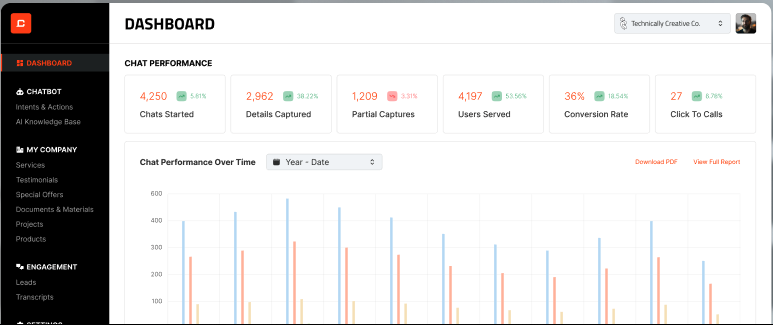 DASHBOARD
Technically Creative Co.
DASHBOARD
CHATBOT
Intents & Actions
AI Knowledge Base
MY COMPANY
Services
Testimonials
Special Offers
Documents & Materials
Projects
Products
ENGAGEMENT
Leads
Transcripts
SETTINGS
CHAT PERFORMANCE
4,250 5.61%
Chats Started
2,962 38.22%
Details Captured
1,209 3.31%
Partial Captures
4,197 53.56%
Users Served
36% 18.54%
Conversion Rate
27 6.78%
Click To Calls
Chat Performance Over Time
Year - Date
Download PDF
View Full Report
600
400
300
200
100